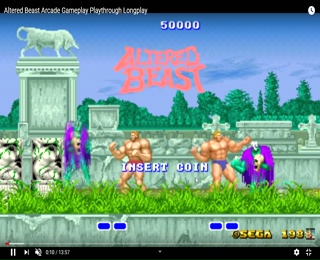 Altered Beast Arcade Gameplay Playthrough Longplay
50000
ALTERED
BEAST
INSERT COIN
©SEGA 198
0:10 / 13:57